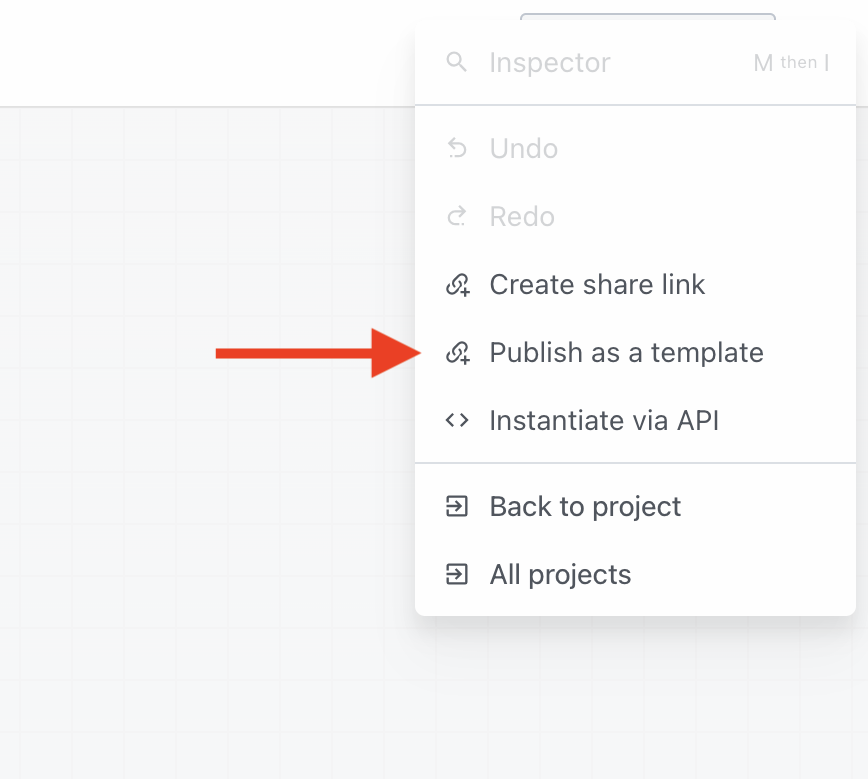 Inspector M then I
Undo
Redo
Create share link
Publish as a template
Instantiate via API
Back to project
All projects